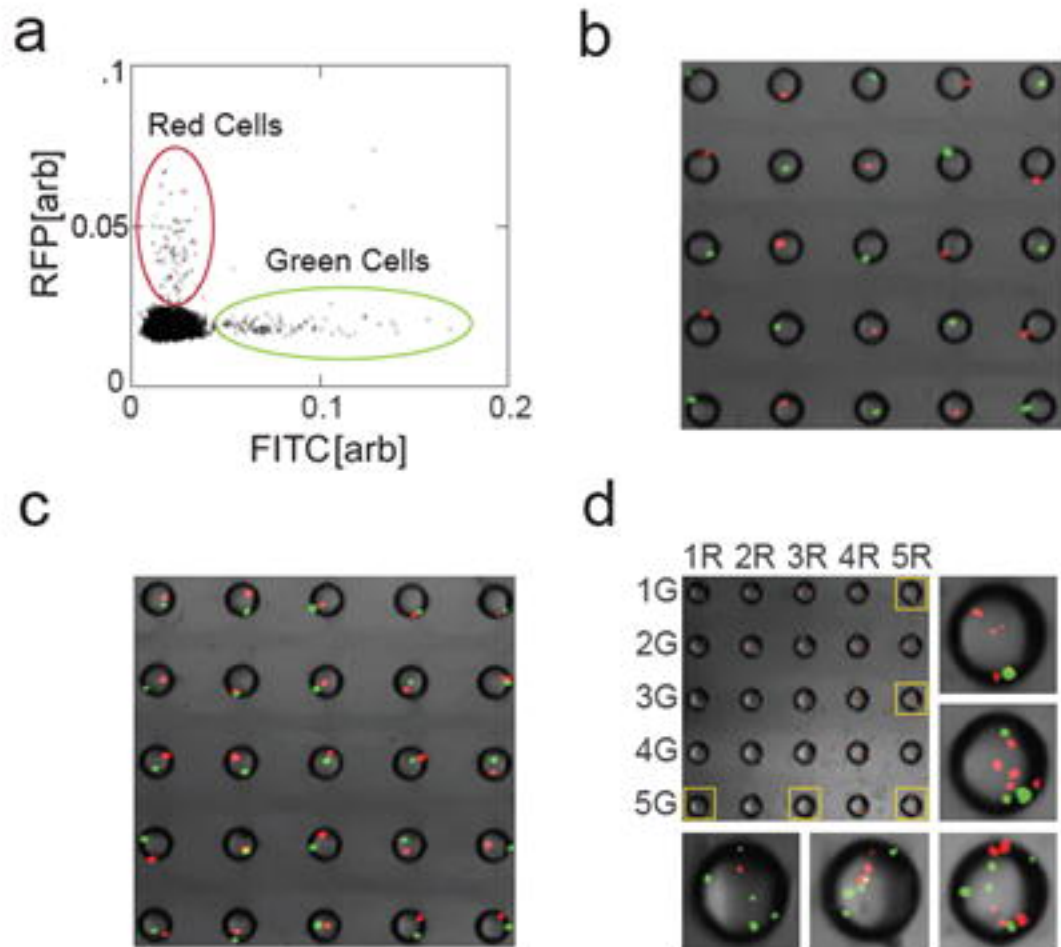 a
.1
Red Cells
0.05
Green Cells
RFP[arb]
0
0
0.1
0.2
FITC[arb]
b
c
d
1R 2R 3R 4R 5R
1G
2G
3G
4G
5G